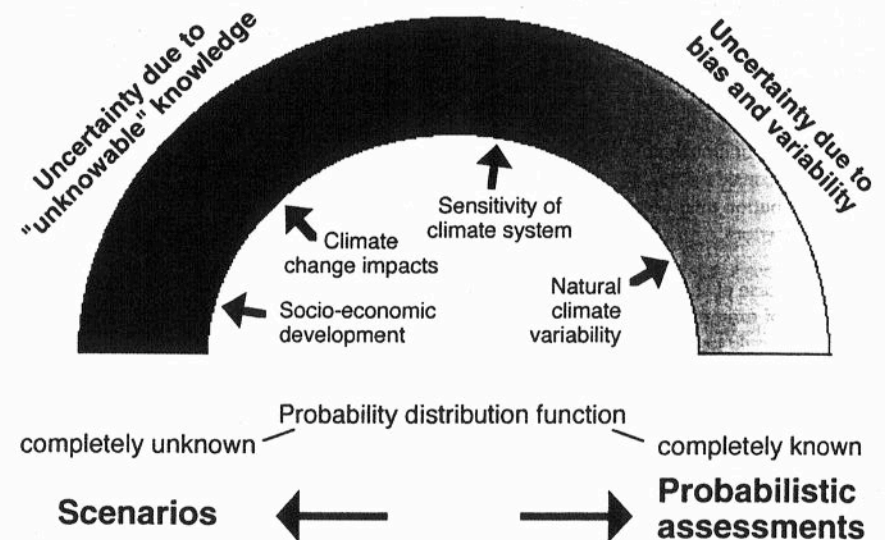 Uncertainty due to
"unknowable" knowledge
Uncertainty due to
bias and variability
Sensitivity of
climate system
Climate
change impacts
Natural
climate
variability
Socio-economic
development
Probability distribution function
completely unknown
completely known
Scenarios
Probabilistic
assessments